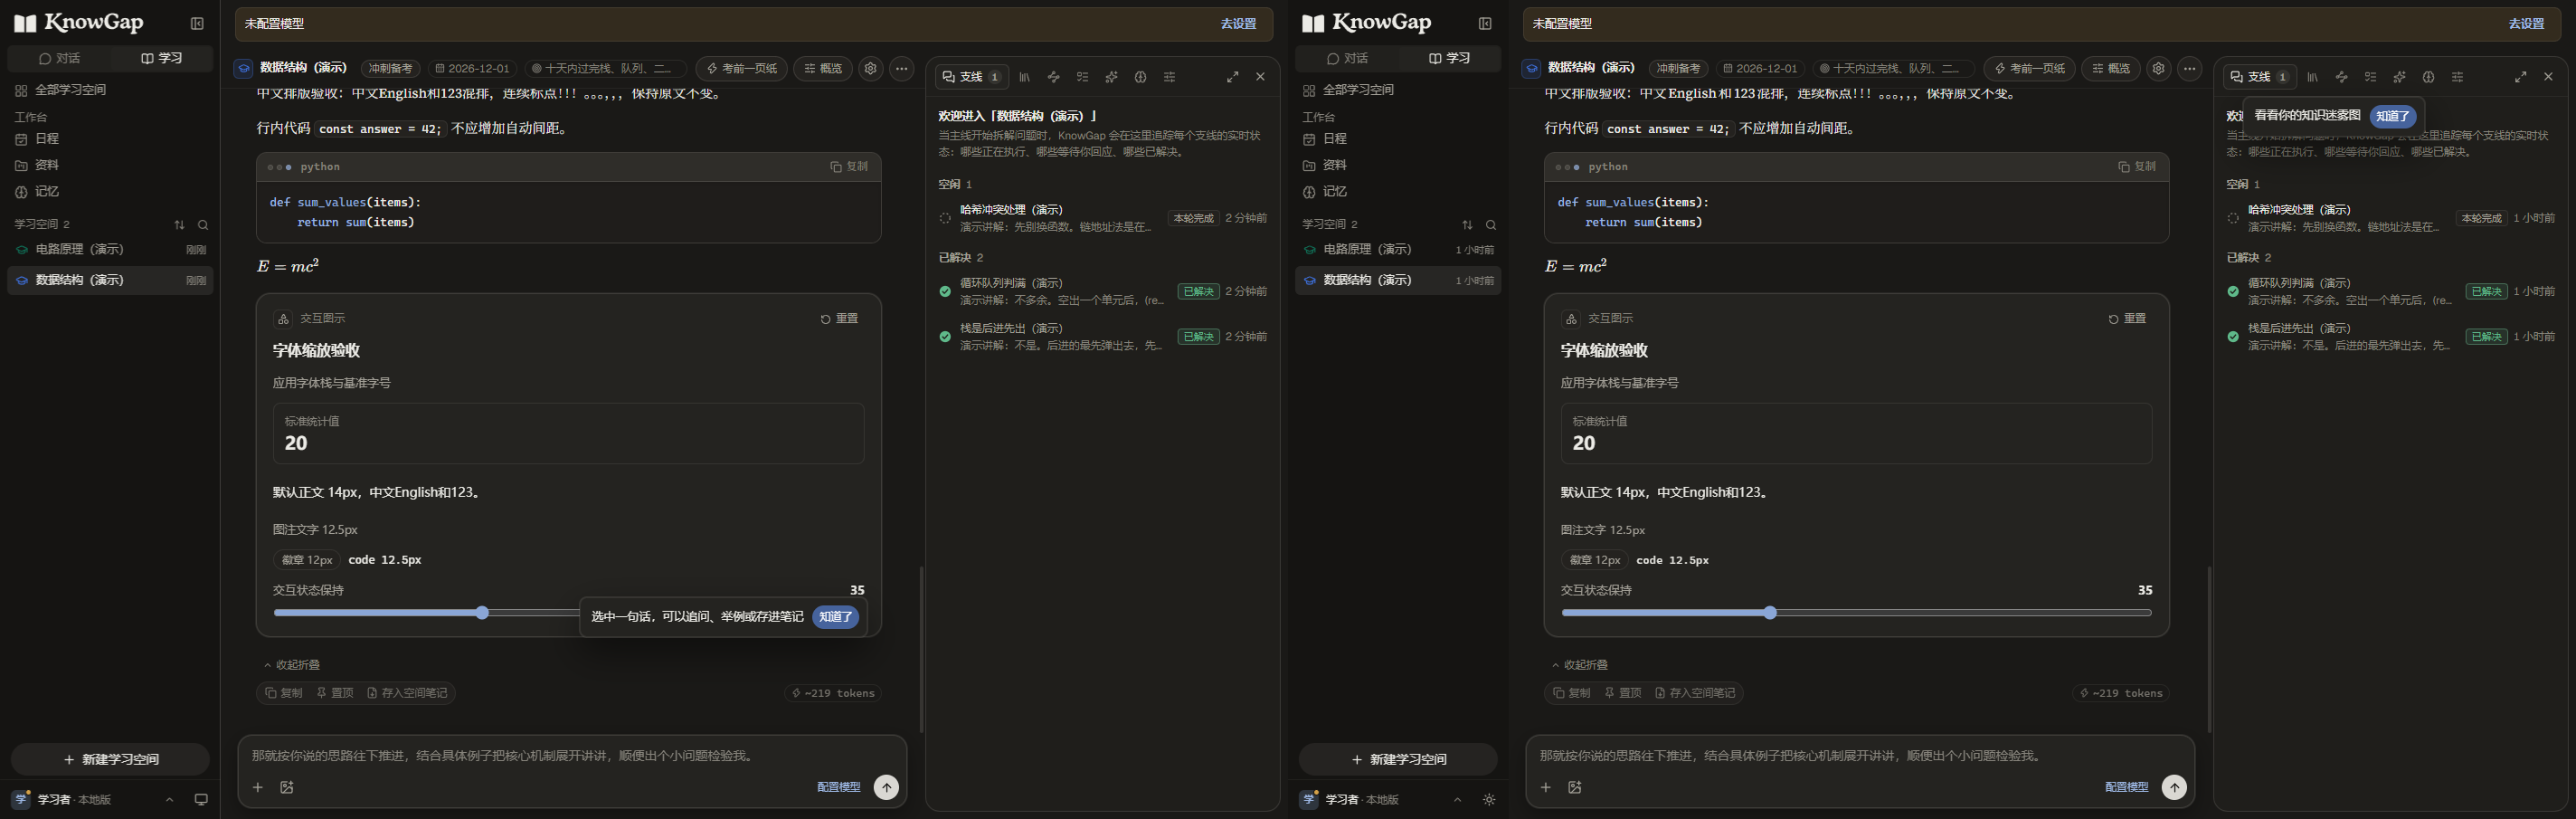 KnowGap
对话
学习
全部学习空间
工作台
日程
资料
记忆
学习空间 2
电路原理（演示） 刚刚
数据结构（演示） 刚刚
新建学习空间
学 学习者 · 本地版
未配置模型 去设置
数据结构（演示） 冲刺备考 2026-12-01 十天内过完栈、队列、二… 考前一页纸 概览
中文排版验收：中文English和123混排，连续标点！！！。。。，，，保持原文不变。
行内代码 const answer = 42; 不应增加自动间距。
python 复制
def sum_values(items):
return sum(items)
E = mc²
交互图示 重置
字体缩放验收
应用字体栈与基准字号
标准统计值
20
默认正文 14px，中文English和123。
图注文字 12.5px
徽章 12px code 12.5px
交互状态保持 35
选中一句话，可以追问、举例或存进笔记 知道了
收起折叠
复制 置顶 存入空间笔记 ~219 tokens
那就按你说的思路往下推进，结合具体例子把核心机制展开讲讲，顺便出个小问题检验我。
配置模型
支线 1
欢迎进入「数据结构（演示）」
当主线开始拆解问题时，KnowGap 会在这里追踪每个支线的实时状
态：哪些正在执行、哪些等待你回应、哪些已解决。
空闲 1
哈希冲突处理（演示）
演示讲解：先别换函数。链地址法是在… 本轮完成 2 分钟前
已解决 2
循环队列判满（演示）
演示讲解：不多余。空出一个单元后，(re… 已解决 2 分钟前
栈是后进先出（演示）
演示讲解：不是。后进的最先弹出去，先… 已解决 2 分钟前
KnowGap
对话
学习
全部学习空间
工作台
日程
资料
记忆
学习空间 2
电路原理（演示） 1 小时前
数据结构（演示） 1 小时前
新建学习空间
学 学习者 · 本地版
未配置模型 去设置
数据结构（演示） 冲刺备考 2026-12-01 十天内过完栈、队列、二… 考前一页纸 概览
中文排版验收：中文English和123混排，连续标点！！！。。。，，，保持原文不变。
行内代码 const answer = 42; 不应增加自动间距。
python 复制
def sum_values(items):
return sum(items)
E = mc²
交互图示 重置
字体缩放验收
应用字体栈与基准字号
标准统计值
20
默认正文 14px，中文English和123。
图注文字 12.5px
徽章 12px code 12.5px
交互状态保持 35
收起折叠
复制 置顶 存入空间笔记 ~219 tokens
那就按你说的思路往下推进，结合具体例子把核心机制展开讲讲，顺便出个小问题检验我。
配置模型
支线 1
看看你的知识迷雾图 知道了
欢迎
当主线开始拆解问题时，KnowGap 会在这里追踪每个支线的实时状
态：哪些正在执行、哪些等待你回应、哪些已解决。
空闲 1
哈希冲突处理（演示）
演示讲解：先别换函数。链地址法是在… 本轮完成 1 小时前
已解决 2
循环队列判满（演示）
演示讲解：不多余。空出一个单元后，(re… 已解决 1 小时前
栈是后进先出（演示）
演示讲解：不是。后进的最先弹出去，先… 已解决 1 小时前